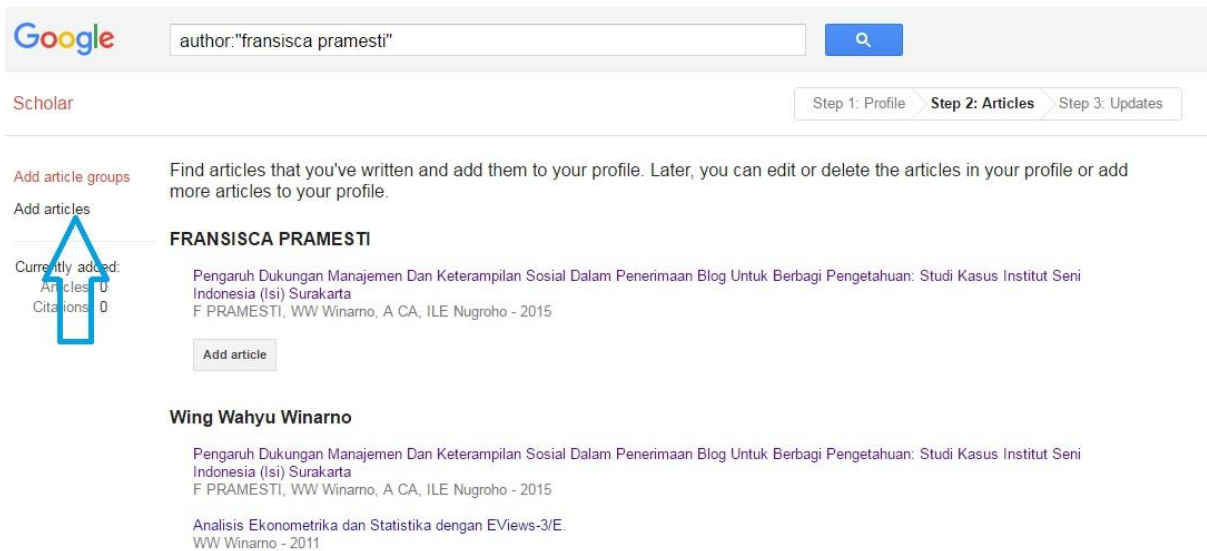 Google
author:"fransisca pramesti"
Scholar
Step 1: Profile Step 2: Articles Step 3: Updates
Add article groups
Add articles
Currently added:
Articles 0
Citations 0
Find articles that you've written and add them to your profile. Later, you can edit or delete the articles in your profile or add
more articles to your profile.
FRANSISCA PRAMESTI
Pengaruh Dukungan Manajemen Dan Keterampilan Sosial Dalam Penerimaan Blog Untuk Berbagi Pengetahuan: Studi Kasus Institut Seni
Indonesia (Isi) Surakarta
F PRAMESTI, WW Winarno, A CA, ILE Nugroho - 2015
Add article
Wing Wahyu Winarno
Pengaruh Dukungan Manajemen Dan Keterampilan Sosial Dalam Penerimaan Blog Untuk Berbagi Pengetahuan: Studi Kasus Institut Seni
Indonesia (Isi) Surakarta
F PRAMESTI, WW Winarno, A CA, ILE Nugroho - 2015
Analisis Ekonometrika dan Statistika dengan EViews-3/E.
WW Winarno - 2011